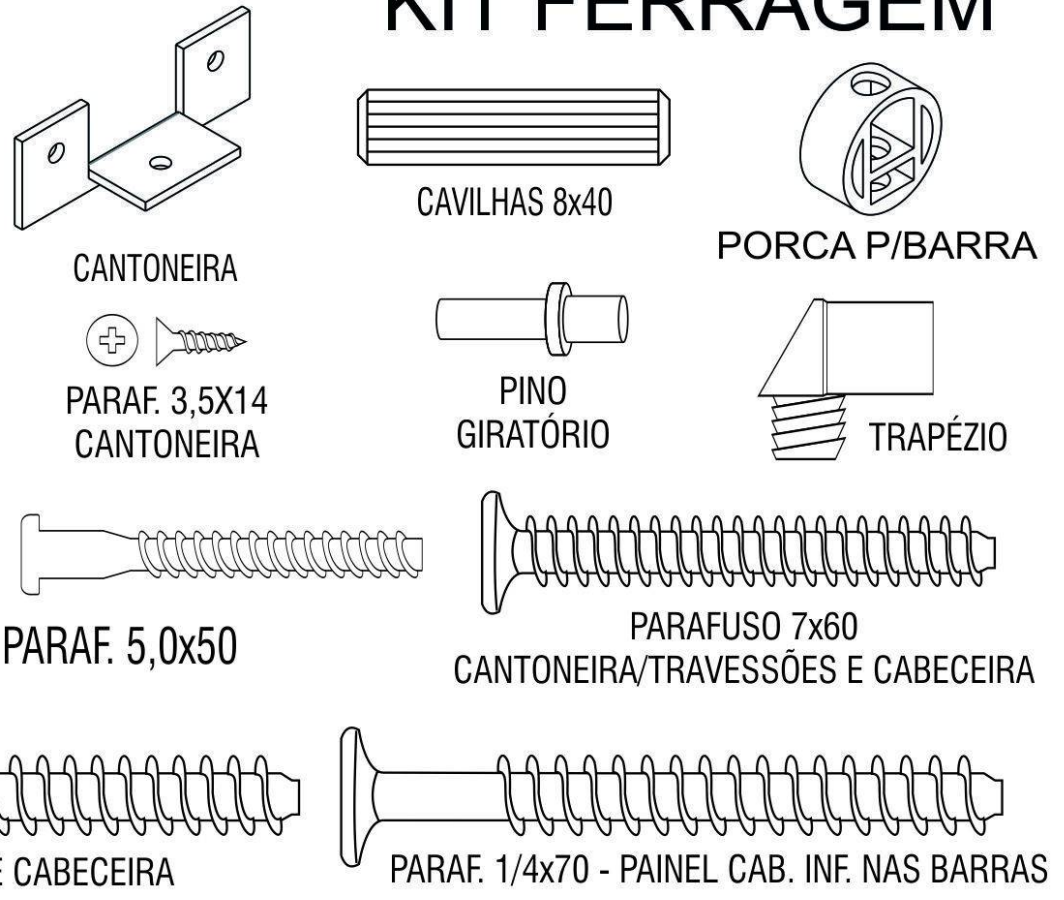 KIT FERRAGEM
CANTONEIRA
CAVILHAS 8x40
PORCA P/BARRA
PARAF. 3,5X14
CANTONEIRA
PINO
GIRATÓRIO
TRAPÉZIO
PARAF. 5,0x50
PARAFUSO 7x60
CANTONEIRA/TRAVESSÕES E CABECEIRA
E CABECEIRA
PARAF. 1/4x70 - PAINEL CAB. INF. NAS BARRAS